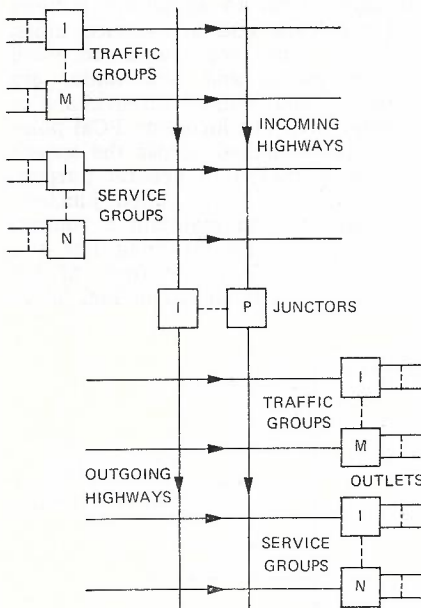 I
TRAFFIC
GROUPS
M
INCOMING
HIGHWAYS
I
SERVICE
GROUPS
N
I
P
JUNCTORS
I
TRAFFIC
GROUPS
M
OUTGOING
HIGHWAYS
OUTLETS
I
SERVICE
GROUPS
N